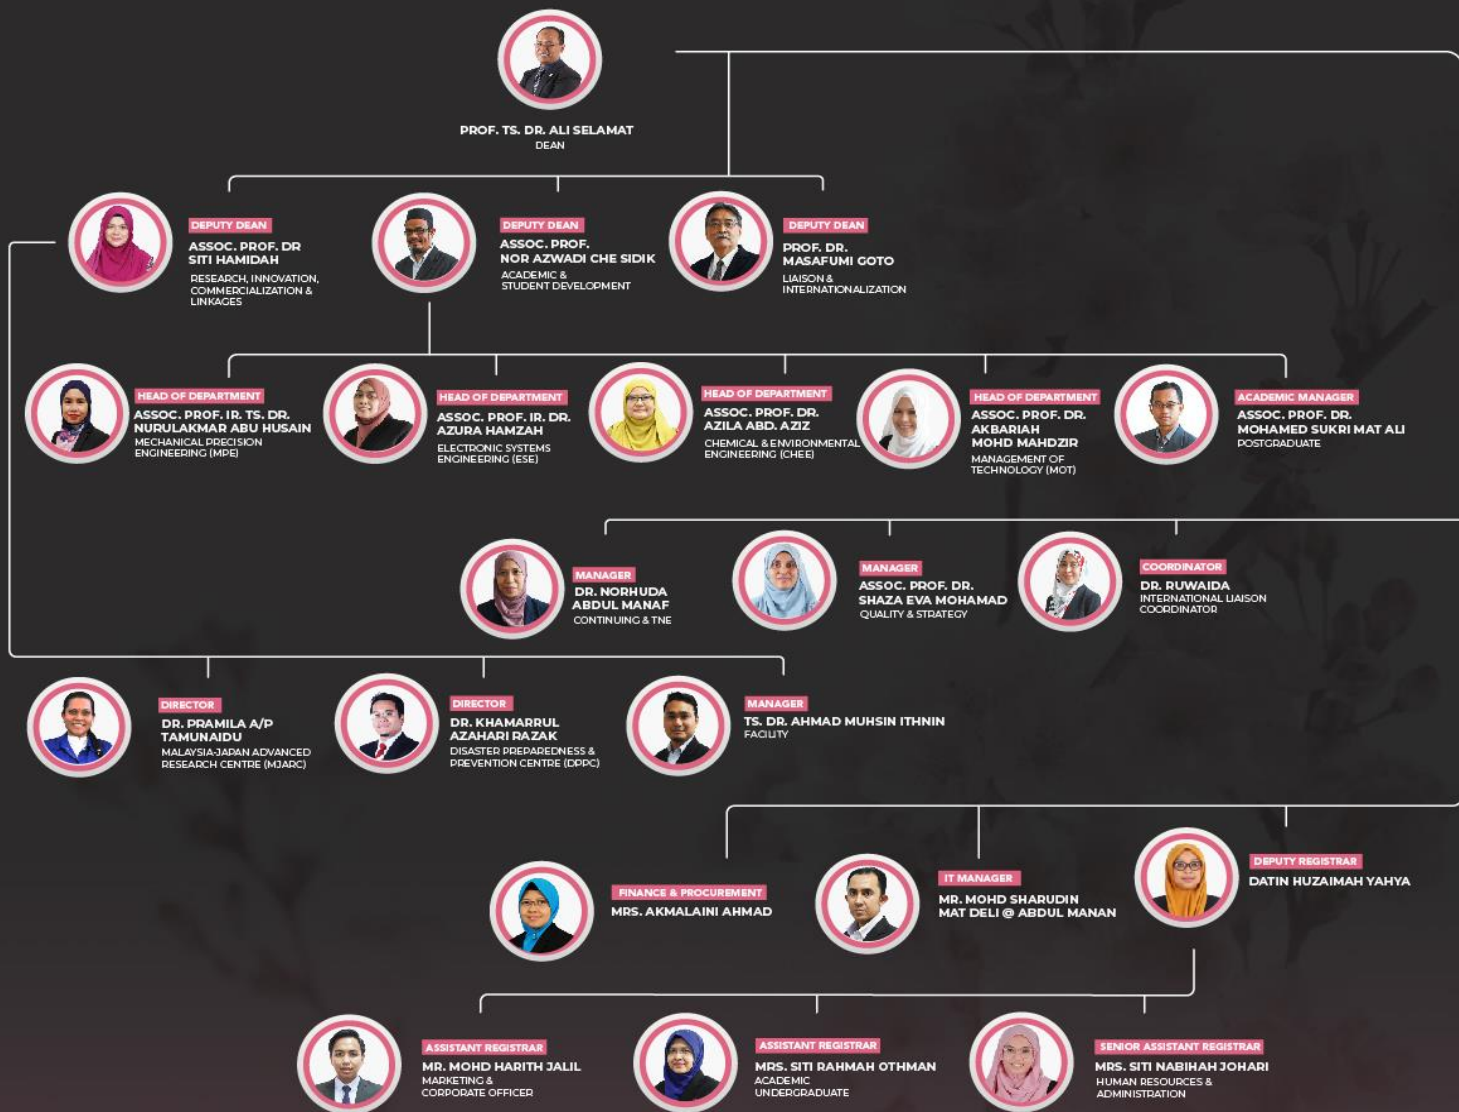 PROF. TS. DR. ALI SELAMAT
DEAN
DEPUTY DEAN
ASSOC. PROF. DR
SITI HAMIDAH
RESEARCH, INNOVATION,
COMMERCIALIZATION &
LINKAGES
DEPUTY DEAN
ASSOC. PROF.
NOR AZWADI CHE SIDIK
ACADEMIC &
STUDENT DEVELOPMENT
DEPUTY DEAN
PROF. DR.
MASAFUMI GOTO
LIAISON &
INTERNATIONALIZATION
HEAD OF DEPARTMENT
ASSOC. PROF. IR. TS. DR.
NURULAKMAR ABU HUSAIN
MECHANICAL PRECISION
ENGINEERING (MPE)
HEAD OF DEPARTMENT
ASSOC. PROF. IR. DR.
AZURA HAMZAH
ELECTRONIC SYSTEMS
ENGINEERING (ESE)
HEAD OF DEPARTMENT
ASSOC. PROF. DR.
AZILA ABD. AZIZ
CHEMICAL & ENVIRONMENTAL
ENGINEERING (CHEE)
HEAD OF DEPARTMENT
ASSOC. PROF. DR.
AKBARIAH
MOHD MAHDZIR
MANAGEMENT OF
TECHNOLOGY (MOT)
ACADEMIC MANAGER
ASSOC. PROF. DR.
MOHAMED SUKRI MAT ALI
POSTGRADUATE
MANAGER
DR. NORHUDA
ABDUL MANAF
CONTINUING & TNE
MANAGER
ASSOC. PROF. DR.
SHAZA EVA MOHAMAD
QUALITY & STRATEGY
COORDINATOR
DR. RUWAIDA
INTERNATIONAL LIAISON
COORDINATOR
DIRECTOR
DR. PRAMILA A/P
TAMUNAIDU
MALAYSIA-JAPAN ADVANCED
RESEARCH CENTRE (MJARC)
DIRECTOR
DR. KHAMARRUL
AZAHARI RAZAK
DISASTER PREPAREDNESS &
PREVENTION CENTRE (DPPC)
MANAGER
TS. DR. AHMAD MUHSIN ITHNIN
FACILITY
FINANCE & PROCUREMENT
MRS. AKMALAINI AHMAD
IT MANAGER
MR. MOHD SHARUDIN
MAT DELI @ ABDUL MANAN
DEPUTY REGISTRAR
DATIN HUZAIMAH YAHYA
ASSISTANT REGISTRAR
MR. MOHD HARITH JALIL
MARKETING &
CORPORATE OFFICER
ASSISTANT REGISTRAR
MRS. SITI RAHMAH OTHMAN
ACADEMIC
UNDERGRADUATE
SENIOR ASSISTANT REGISTRAR
MRS. SITI NABIHAH JOHARI
HUMAN RESOURCES &
ADMINISTRATION